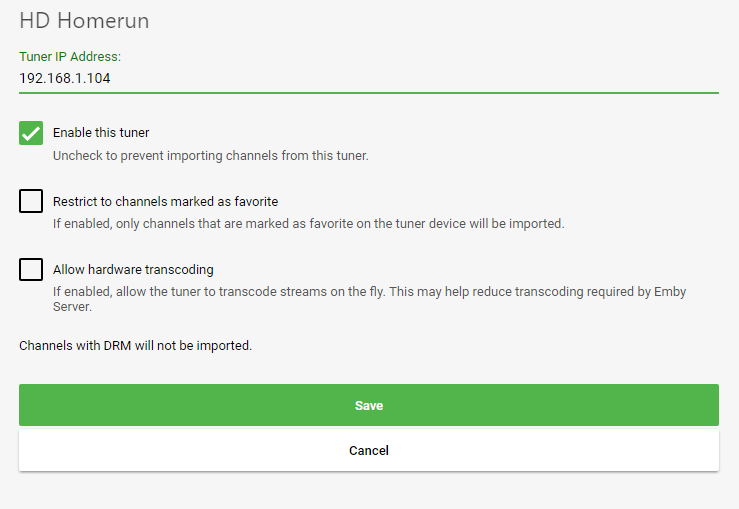 HD Homerun
Tuner IP Address:
192.168.1.104
Enable this tuner
Uncheck to prevent importing channels from this tuner.
Restrict to channels marked as favorite
If enabled, only channels that are marked as favorite on the tuner device will be imported.
Allow hardware transcoding
If enabled, allow the tuner to transcode streams on the fly. This may help reduce transcoding required by Emby
Server.
Channels with DRM will not be imported.
Save
Cancel